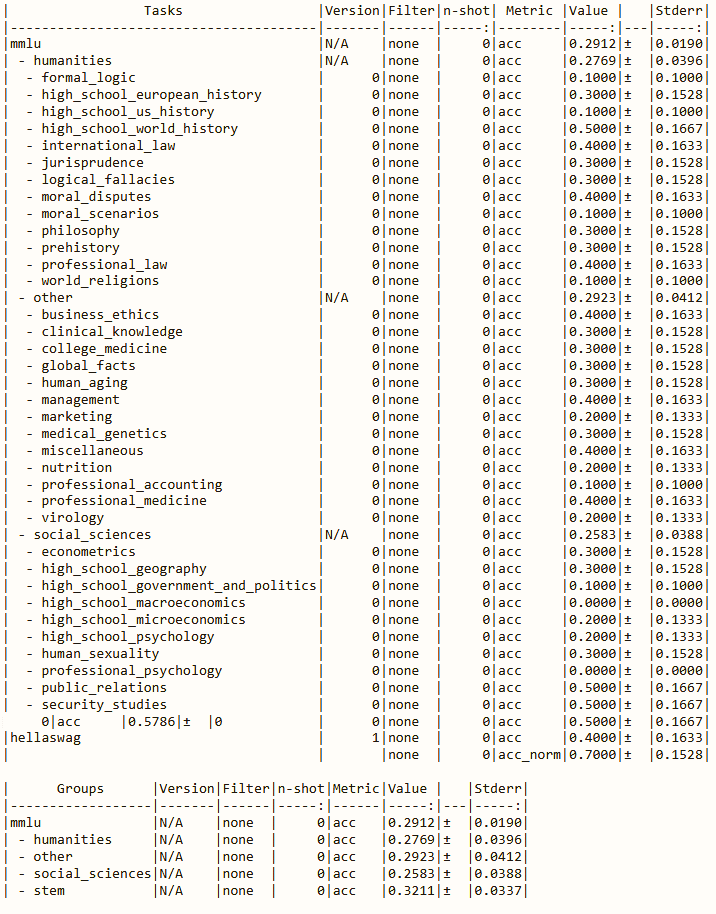 |                 Tasks                 |Version|Filter|n-shot| Metric |Value |   |Stderr|
|---------------------------------------|-------|------|-----:|--------|-----:|---|-----:|
|mmlu                                   |N/A    |none  |     0|acc     |0.2912|±  |0.0190|
| - humanities                          |N/A    |none  |     0|acc     |0.2769|±  |0.0396|
|  - formal_logic                       |      0|none  |     0|acc     |0.1000|±  |0.1000|
|  - high_school_european_history       |      0|none  |     0|acc     |0.3000|±  |0.1528|
|  - high_school_us_history             |      0|none  |     0|acc     |0.1000|±  |0.1000|
|  - high_school_world_history          |      0|none  |     0|acc     |0.5000|±  |0.1667|
|  - international_law                  |      0|none  |     0|acc     |0.4000|±  |0.1633|
|  - jurisprudence                      |      0|none  |     0|acc     |0.3000|±  |0.1528|
|  - logical_fallacies                  |      0|none  |     0|acc     |0.3000|±  |0.1528|
|  - moral_disputes                     |      0|none  |     0|acc     |0.4000|±  |0.1633|
|  - moral_scenarios                    |      0|none  |     0|acc     |0.1000|±  |0.1000|
|  - philosophy                         |      0|none  |     0|acc     |0.3000|±  |0.1528|
|  - prehistory                         |      0|none  |     0|acc     |0.3000|±  |0.1528|
|  - professional_law                   |      0|none  |     0|acc     |0.4000|±  |0.1633|
|  - world_religions                    |      0|none  |     0|acc     |0.1000|±  |0.1000|
| - other                               |N/A    |none  |     0|acc     |0.2923|±  |0.0412|
|  - business_ethics                    |      0|none  |     0|acc     |0.4000|±  |0.1633|
|  - clinical_knowledge                 |      0|none  |     0|acc     |0.3000|±  |0.1528|
|  - college_medicine                   |      0|none  |     0|acc     |0.3000|±  |0.1528|
|  - global_facts                       |      0|none  |     0|acc     |0.3000|±  |0.1528|
|  - human_aging                        |      0|none  |     0|acc     |0.3000|±  |0.1528|
|  - management                         |      0|none  |     0|acc     |0.4000|±  |0.1633|
|  - marketing                          |      0|none  |     0|acc     |0.2000|±  |0.1333|
|  - medical_genetics                   |      0|none  |     0|acc     |0.3000|±  |0.1528|
|  - miscellaneous                      |      0|none  |     0|acc     |0.4000|±  |0.1633|
|  - nutrition                          |      0|none  |     0|acc     |0.2000|±  |0.1333|
|  - professional_accounting            |      0|none  |     0|acc     |0.1000|±  |0.1000|
|  - professional_medicine              |      0|none  |     0|acc     |0.4000|±  |0.1633|
|  - virology                           |      0|none  |     0|acc     |0.2000|±  |0.1333|
| - social_sciences                     |N/A    |none  |     0|acc     |0.2583|±  |0.0388|
|  - econometrics                       |      0|none  |     0|acc     |0.3000|±  |0.1528|
|  - high_school_geography              |      0|none  |     0|acc     |0.3000|±  |0.1528|
|  - high_school_government_and_politics|      0|none  |     0|acc     |0.1000|±  |0.1000|
|  - high_school_macroeconomics         |      0|none  |     0|acc     |0.0000|±  |0.0000|
|  - high_school_microeconomics         |      0|none  |     0|acc     |0.2000|±  |0.1333|
|  - high_school_psychology             |      0|none  |     0|acc     |0.2000|±  |0.1333|
|  - human_sexuality                    |      0|none  |     0|acc     |0.3000|±  |0.1528|
|  - professional_psychology            |      0|none  |     0|acc     |0.0000|±  |0.0000|
|  - public_relations                   |      0|none  |     0|acc     |0.5000|±  |0.1667|
|  - security_studies                   |      0|none  |     0|acc     |0.5000|±  |0.1667|
    0|acc     |0.5786|±  |0            |      0|none  |     0|acc     |0.5000|±  |0.1667|
|hellaswag                              |      1|none  |     0|acc     |0.4000|±  |0.1633|
|                                       |       |none  |     0|acc_norm|0.7000|±  |0.1528|
|      Groups      |Version|Filter|n-shot|Metric|Value |   |Stderr|
|------------------|-------|------|-----:|------|-----:|---|-----:|
|mmlu              |N/A    |none  |     0|acc   |0.2912|±  |0.0190|
| - humanities     |N/A    |none  |     0|acc   |0.2769|±  |0.0396|
| - other          |N/A    |none  |     0|acc   |0.2923|±  |0.0412|
| - social_sciences|N/A    |none  |     0|acc   |0.2583|±  |0.0388|
| - stem           |N/A    |none  |     0|acc   |0.3211|±  |0.0337|